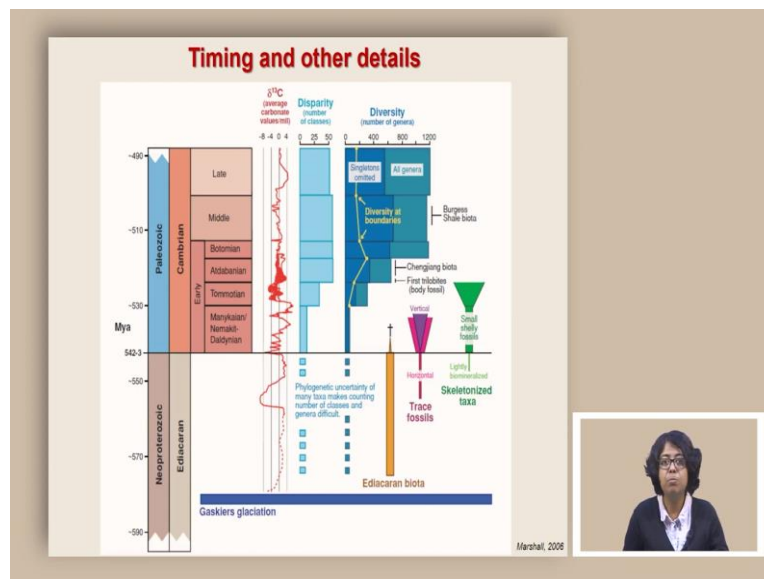 Timing and other details
δ¹³C
(average
carbonate
values/mil)
-8 -4 0 4
Disparity
(number
of classes)
0 25 50
Diversity
(number of genera)
0 400 800 1200
~490
~510
~530
Mya
542-3
~550
~570
~590
Paleozoic
Neoproterozoic
Cambrian
Ediacaran
Late
Middle
Early
Botomian
Atdabanian
Tommotian
Manykaian/
Nemakit-
Daldynian
Singletons
omitted
All genera
Diversity at
boundaries
Burgess
Shale biota
Chengjiang biota
First trilobites
(body fossil)
Vertical
Horizontal
Trace
fossils
Small
shelly
fossils
Lightly
biomineralized
Skeletonized
taxa
Phylogenetic uncertainty of
many taxa makes counting
number of classes and
genera difficult.
Ediacaran biota
Gaskiers glaciation
Marshall, 2006